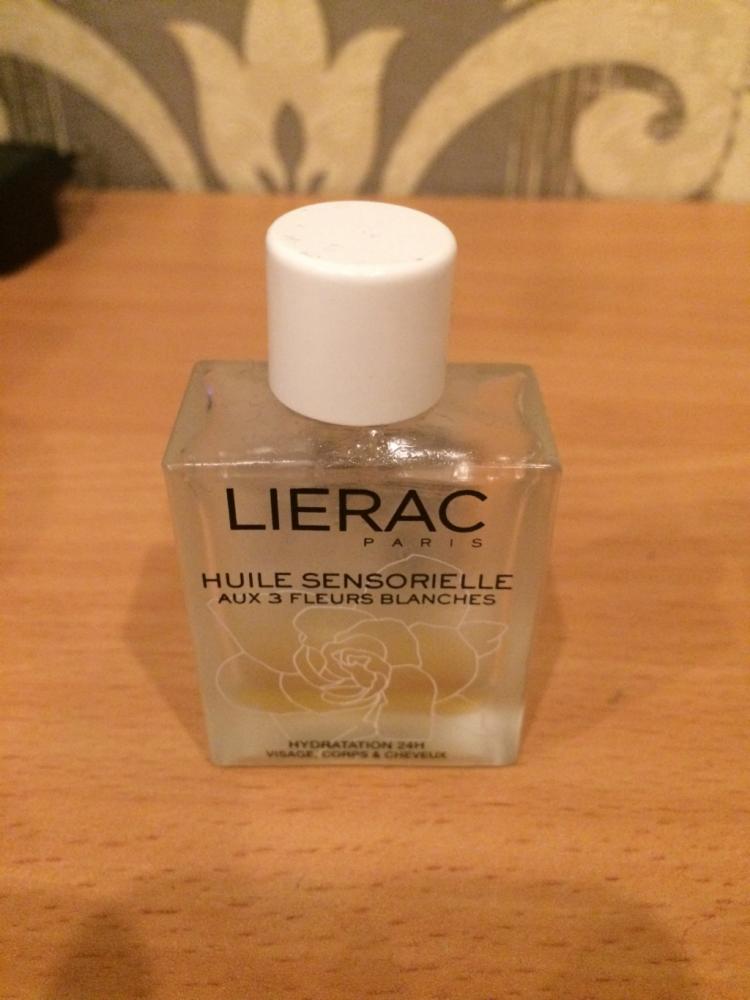 LIERAC
PARIS
HUILE SENSORIELLE
AUX 3 FLEURS BLANCHES
HYDRATATION 24H
VISAGE, CORPS & CHEVEUX